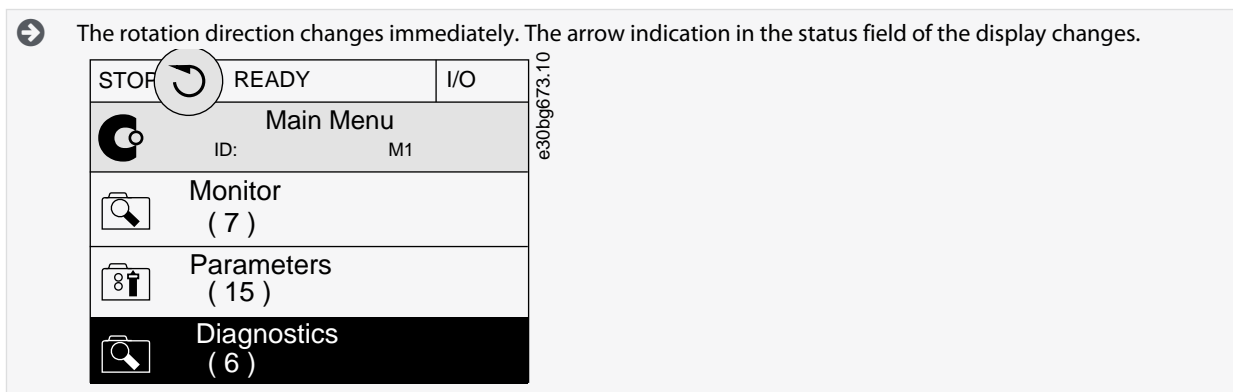 The rotation direction changes immediately. The arrow indication in the status field of the display changes.
STOP READY I/O
Main Menu
ID: M1
Monitor
( 7 )
Parameters
( 15 )
Diagnostics
( 6 )
e30bg673.10